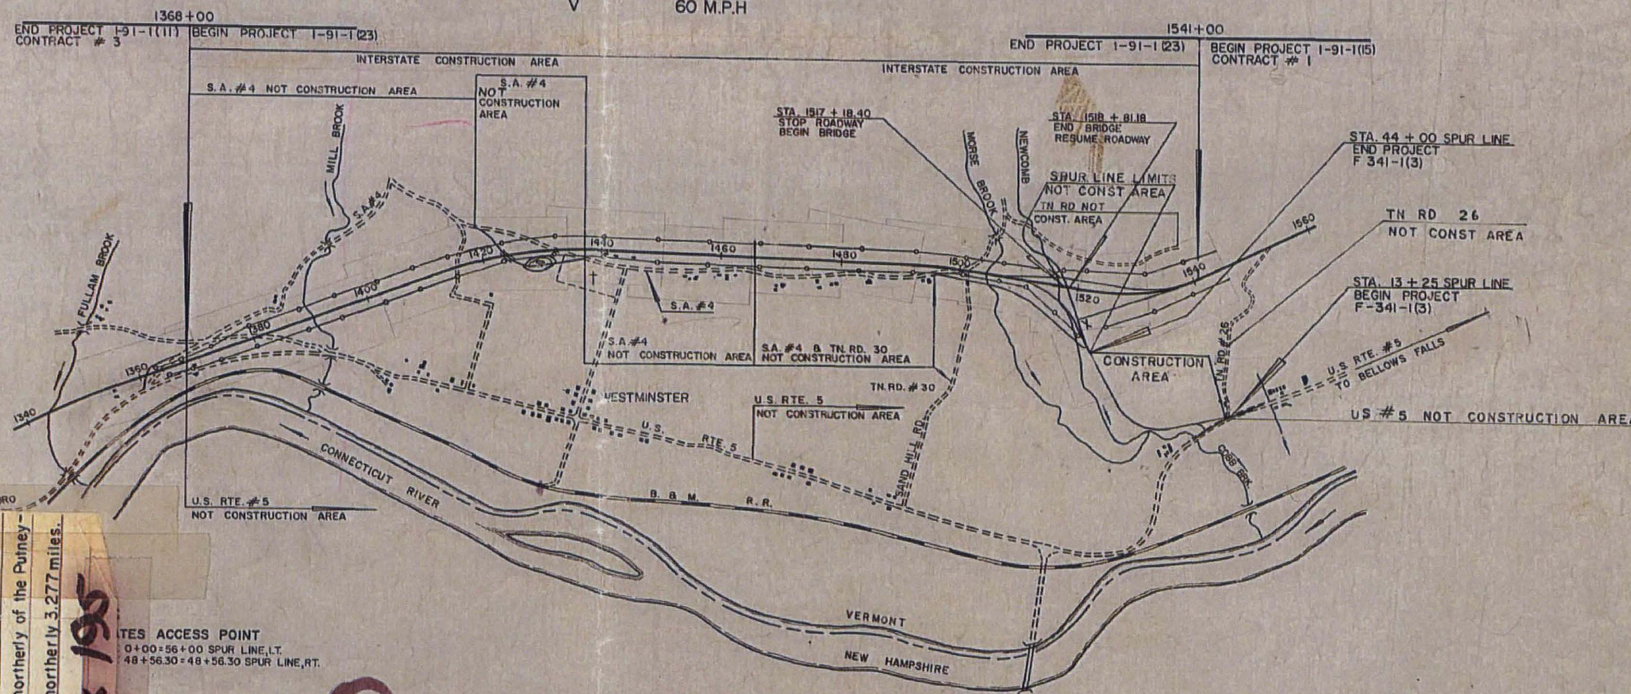 V 60 M.P.H
1368+00
END PROJECT I-91-1(11)
CONTRACT # 3
BEGIN PROJECT I-91-1(23)
1541+00
END PROJECT I-91-1(23)
BEGIN PROJECT I-91-1(15)
CONTRACT # 1
INTERSTATE CONSTRUCTION AREA
INTERSTATE CONSTRUCTION AREA
S.A. #4 NOT CONSTRUCTION AREA
S.A. #4
NOT
CONSTRUCTION
AREA
STA. 1517 + 18.40
STOP ROADWAY
BEGIN BRIDGE
STA. 1518 + 81.18
END BRIDGE
RESUME ROADWAY
SPUR LINE LIMITS
NOT CONST AREA
TN RD NOT
CONST. AREA
STA. 44 + 00 SPUR LINE
END PROJECT
F 341-1(3)
TN RD 26
NOT CONST AREA
STA. 13 + 25 SPUR LINE
BEGIN PROJECT
F-341-1(3)
FULLAM BROOK
MILL BROOK
S.A. #4
MORSE BROOK
NEWCOMB
1340
1360
1380
1400
1420
1440
1460
1480
1500
1520
1540
1560
S.A. #4
S.A. #4
NOT CONSTRUCTION AREA
S.A. #4 & TN. RD. 30
NOT CONSTRUCTION AREA
CONSTRUCTION
AREA
TN RD #26
U.S. RTE. #5
TO BELLOWS FALLS
US #5 NOT CONSTRUCTION AREA
WESTMINSTER
U.S. RTE. 5
NOT CONSTRUCTION AREA
TN. RD. # 30
SAND HILL RD
U.S. RTE. 5
COBB BRK.
CONNECTICUT RIVER
B. & M. R.R.
U.S. RTE. #5
NOT CONSTRUCTION AREA
RO
northerly of the Putney-
northerly 3.277 miles.
TES ACCESS POINT
0+00=56+00 SPUR LINE, LT.
48+56.30=48+56.30 SPUR LINE, RT.
VERMONT
NEW HAMPSHIRE